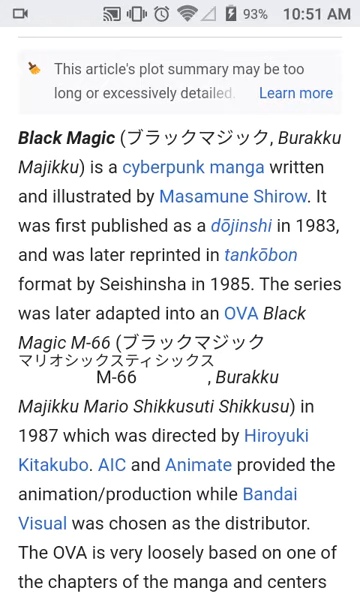 93% 10:51 AM
This article's plot summary may be too
long or excessively detailed. Learn more
Black Magic (ブラックマジック, Burakku
Majikku) is a cyberpunk manga written
and illustrated by Masamune Shirow. It
was first published as a dōjinshi in 1983,
and was later reprinted in tankōbon
format by Seishinsha in 1985. The series
was later adapted into an OVA Black
Magic M-66 (ブラックマジック
マリオシックスティシックス
M-66 , Burakku
Majikku Mario Shikkusuti Shikkusu) in
1987 which was directed by Hiroyuki
Kitakubo. AIC and Animate provided the
animation/production while Bandai
Visual was chosen as the distributor.
The OVA is very loosely based on one of
the chapters of the manga and centers